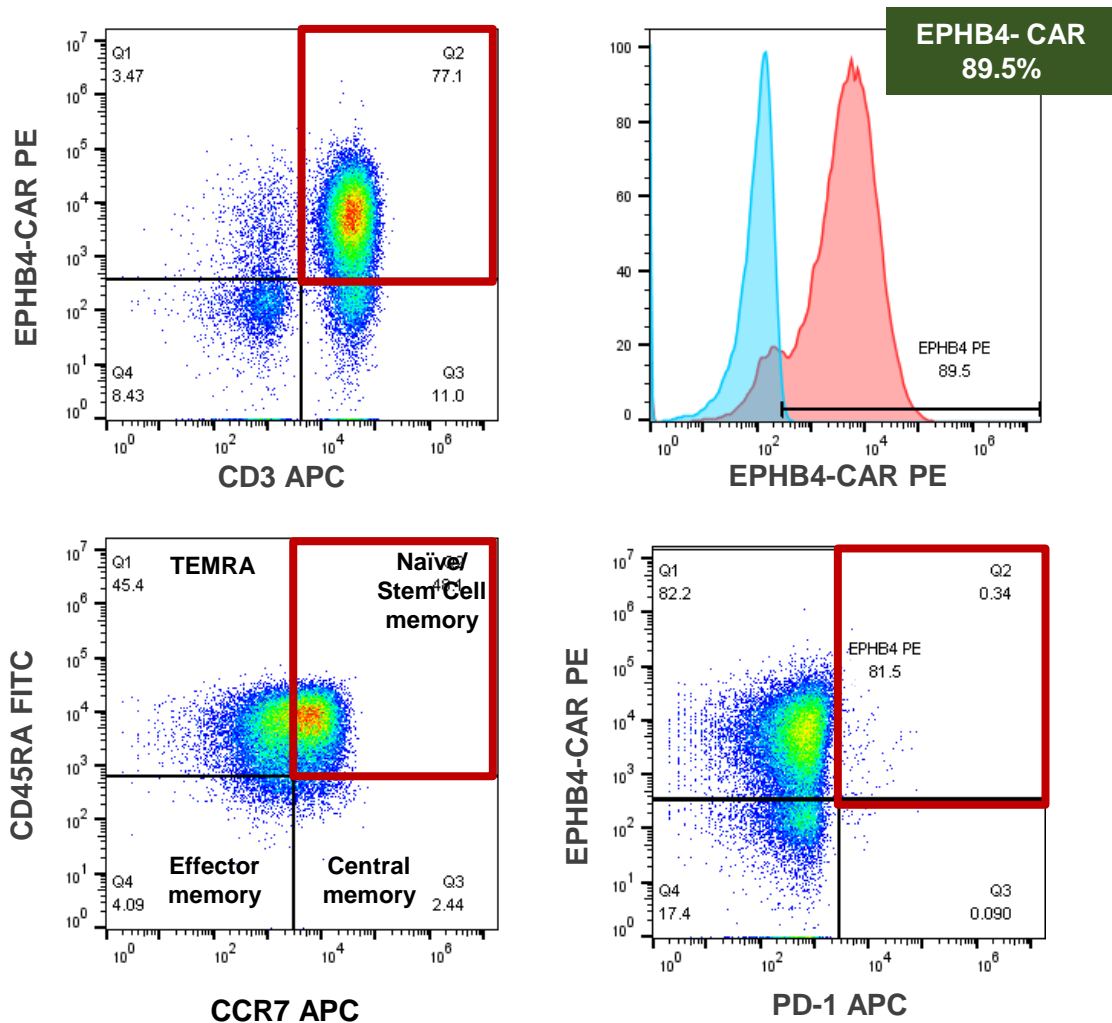 EPHB4-CAR PE
10^7
10^6
10^5
10^4
10^3
10^2
10^1
10^0
Q1
3.47
Q2
77.1
Q4
8.43
Q3
11.0
10^0
10^2
10^4
10^6
CD3 APC
EPHB4- CAR
89.5%
100
80
60
40
20
0
EPHB4 PE
89.5
10^0
10^2
10^4
10^6
EPHB4-CAR PE
CD45RA FITC
10^7
10^6
10^5
10^4
10^3
10^2
10^1
10^0
Q1
45.4
TEMRA
Naïve/
Stem Cell
memory
Effector
memory
Central
memory
Q4
4.09
Q3
2.44
10^0
10^2
10^4
10^6
CCR7 APC
EPHB4-CAR PE
10^7
10^6
10^5
10^4
10^3
10^2
10^1
10^0
Q1
82.2
Q2
0.34
EPHB4 PE
81.5
Q4
17.4
Q3
0.090
10^0
10^2
10^4
10^6
PD-1 APC